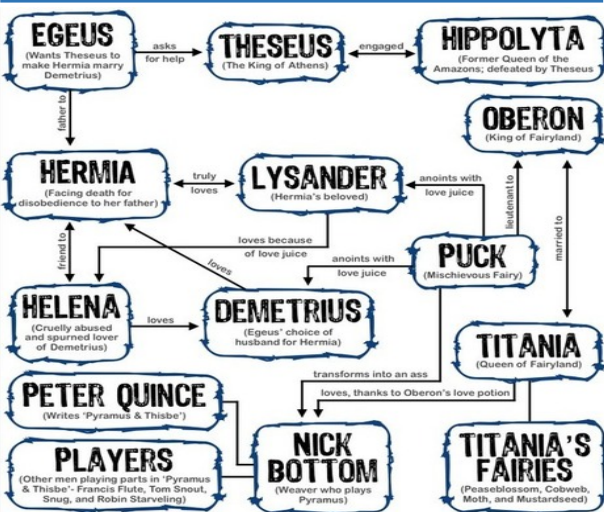 EGEUS
(Wants Theseus to
make Hermia marry
Demetrius)
asks
for help
THESEUS
(The King of Athens)
engaged
HIPPOLYTA
(Former Queen of the
Amazons; defeated by Theseus
father to
OBERON
(King of Fairyland)
HERMIA
(Facing death for
disobedience to her father)
truly
loves
LYSANDER
(Hermia's beloved)
anoints with
love juice
lieutenant to
married to
friend to
loves because
of love juice
loves
anoints with
love juice
PUCK
(Mischievous Fairy)
HELENA
(Cruelly abused
and spurned lover
of Demetrius)
loves
DEMETRIUS
(Egeus' choice of
husband for Hermia)
TITANIA
(Queen of Fairyland)
transforms into an ass
loves, thanks to Oberon's love potion
PETER QUINCE
(Writes 'Pyramus & Thisbe')
PLAYERS
(Other men playing parts in 'Pyramus
& Thisbe'- Francis Flute, Tom Snout,
Snug, and Robin Starveling)
NICK
BOTTOM
(Weaver who plays
Pyramus)
TITANIA'S
FAIRIES
(Peaseblossom, Cobweb,
Moth, and Mustardseed)